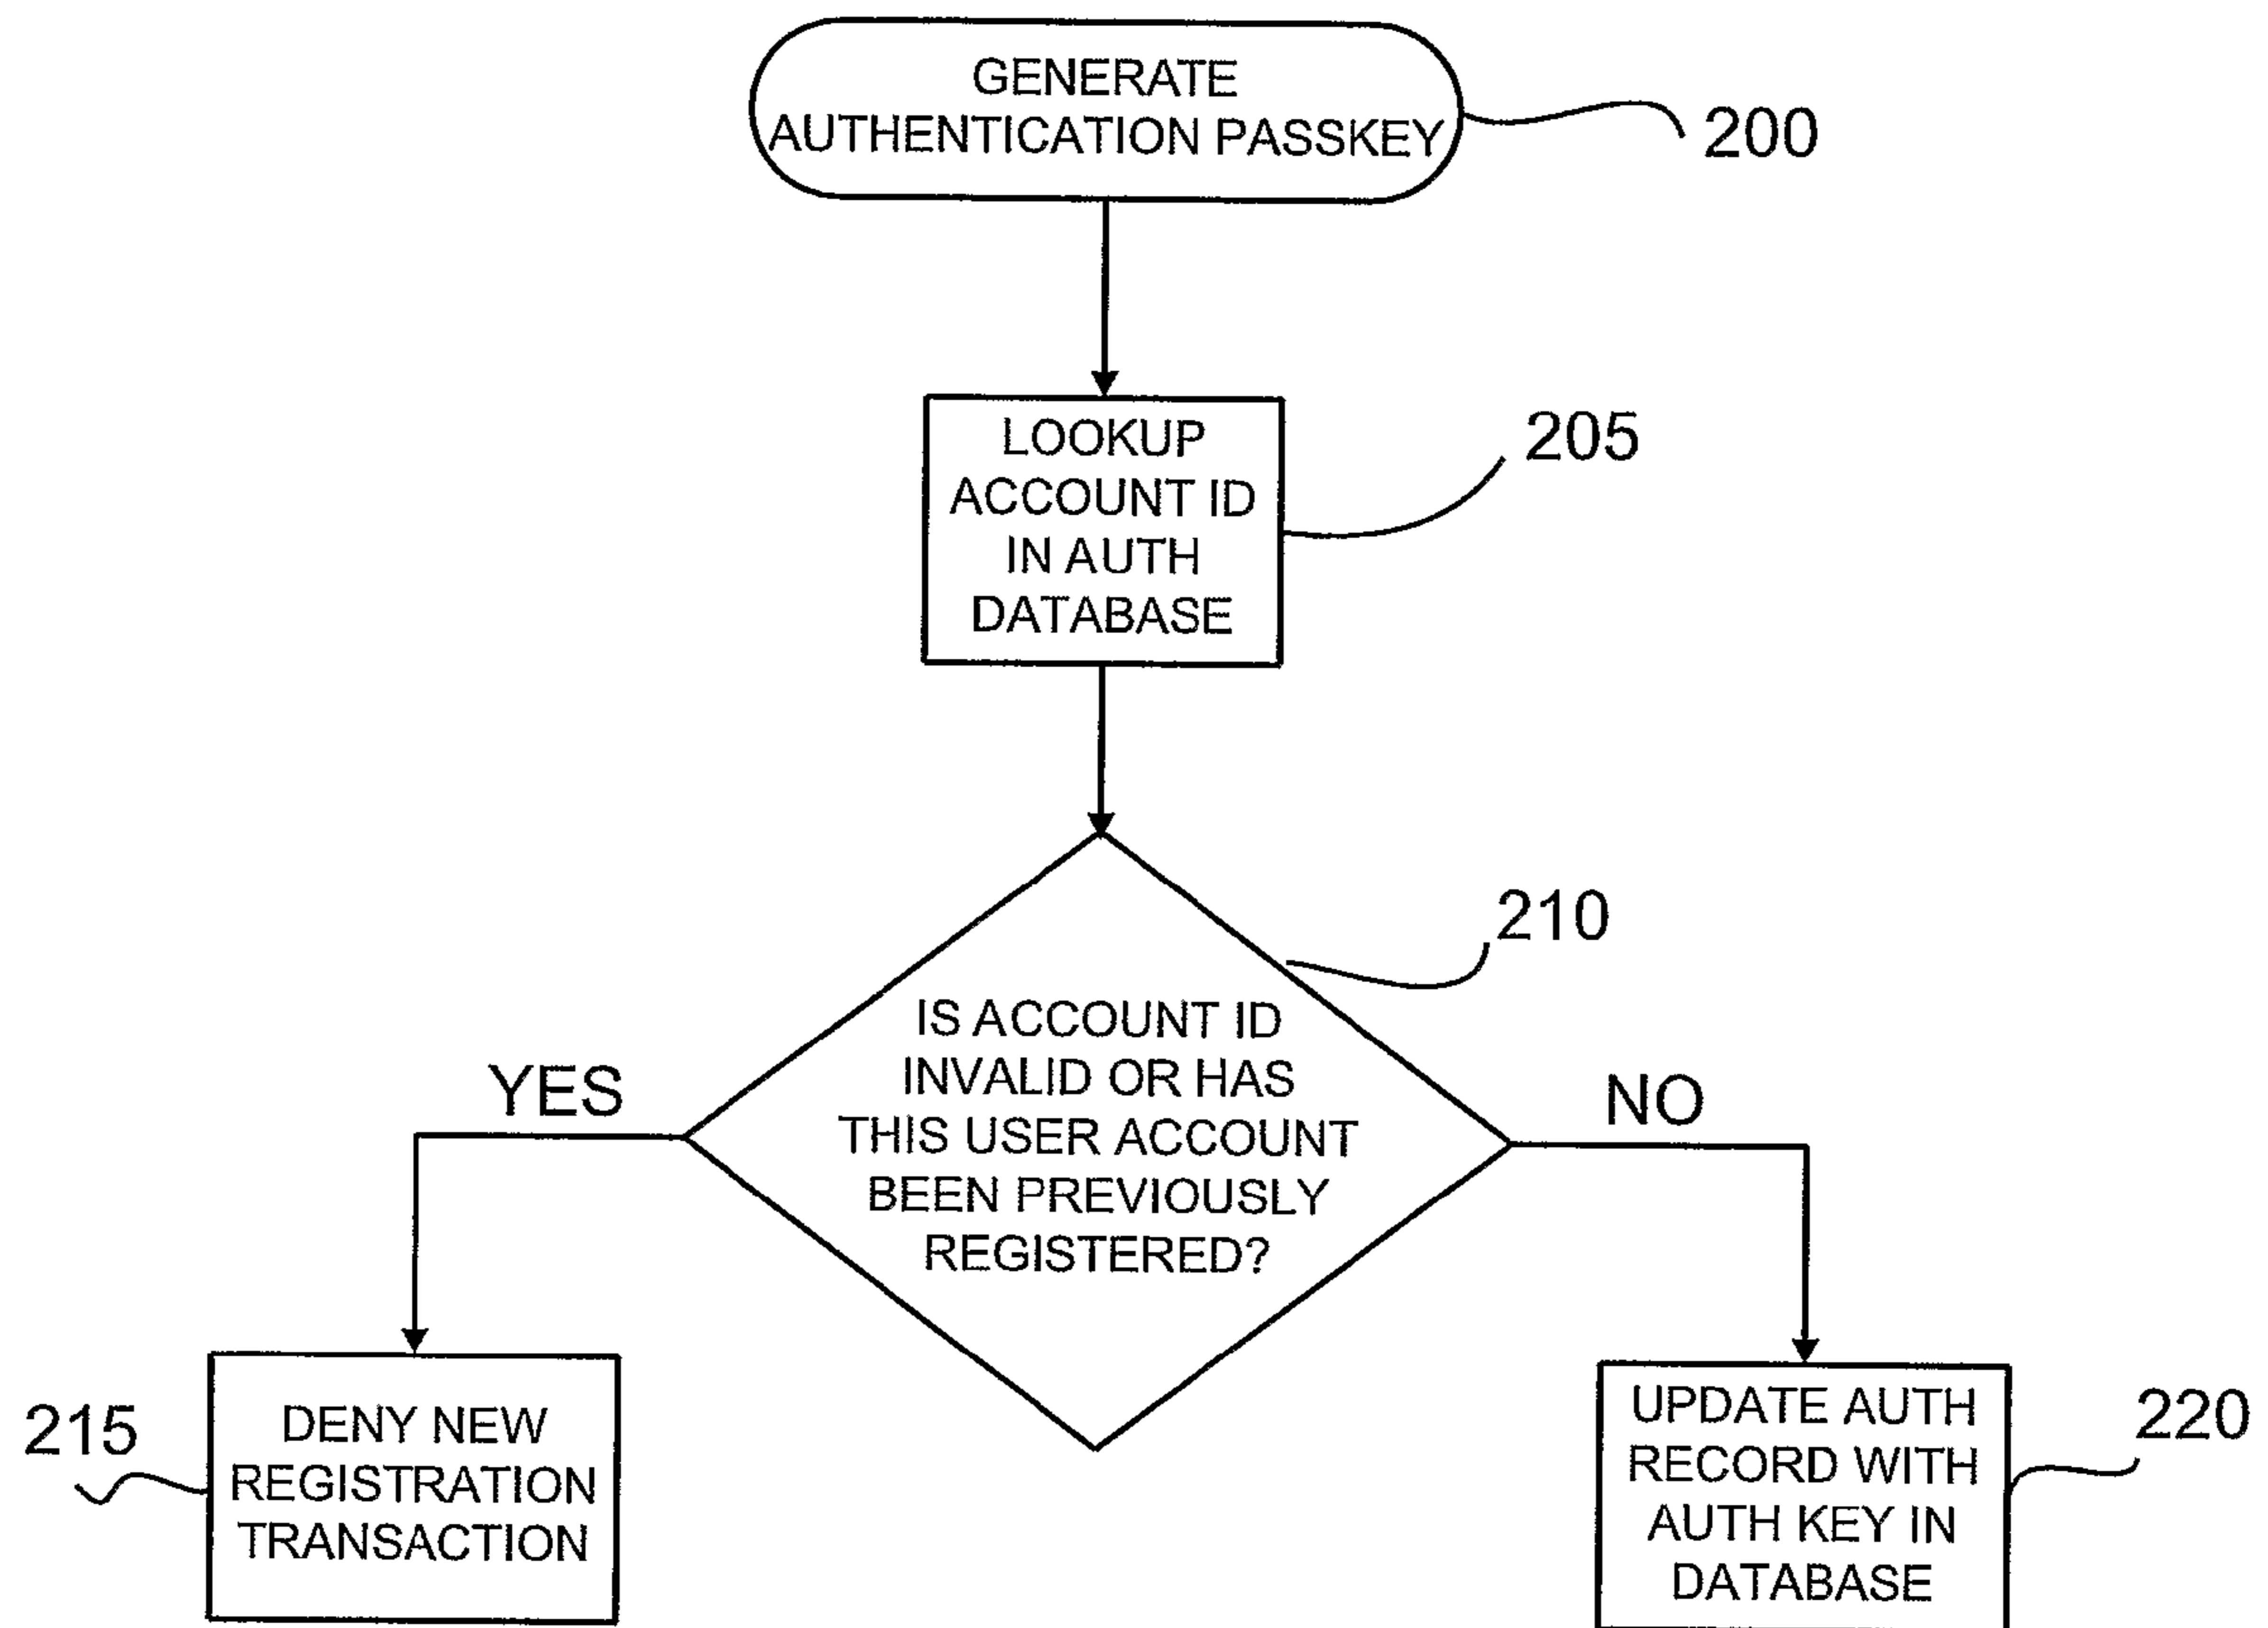 GENERATE
AUTHENTICATION PASSKEY
200
LOOKUP
ACCOUNT ID
IN AUTH
DATABASE
205
210
IS ACCOUNT ID
INVALID OR HAS
THIS USER ACCOUNT
BEEN PREVIOUSLY
REGISTERED?
YES
NO
215
DENY NEW
REGISTRATION
TRANSACTION
UPDATE AUTH
RECORD WITH
AUTH KEY IN
DATABASE
220